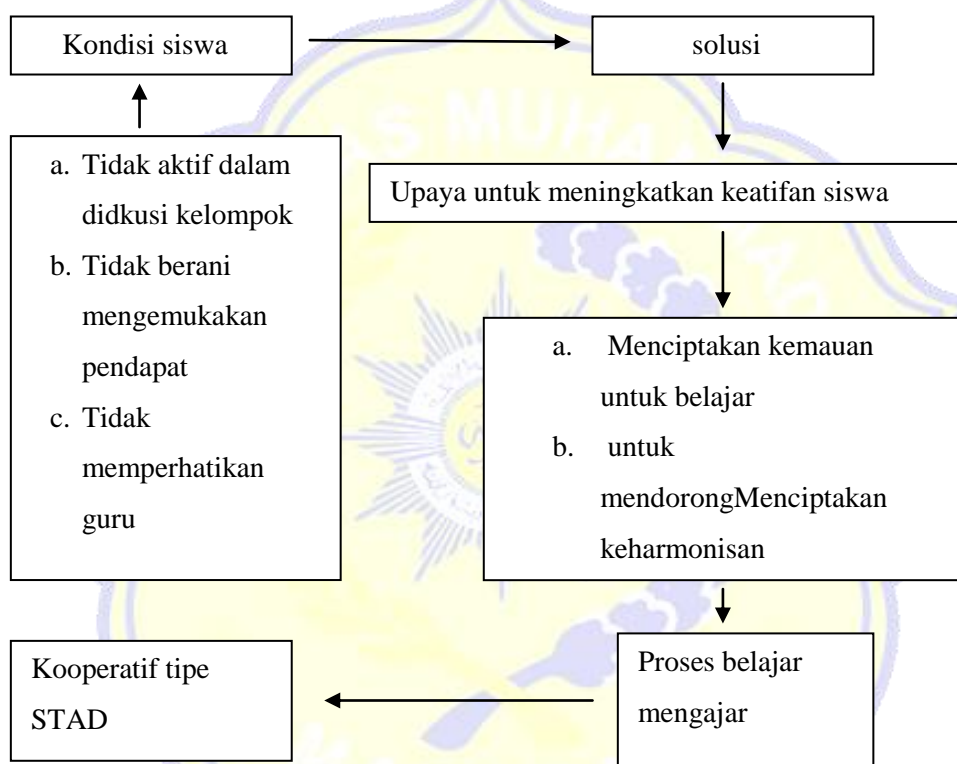 Kondisi siswa
solusi
a. Tidak aktif dalam
didkusi kelompok
b. Tidak berani
mengemukakan
pendapat
c. Tidak
memperhatikan
guru
Upaya untuk meningkatkan keatifan siswa
a. Menciptakan kemauan
untuk belajar
b. untuk
mendorongMenciptakan
keharmonisan
Proses belajar
mengajar
Kooperatif tipe
STAD